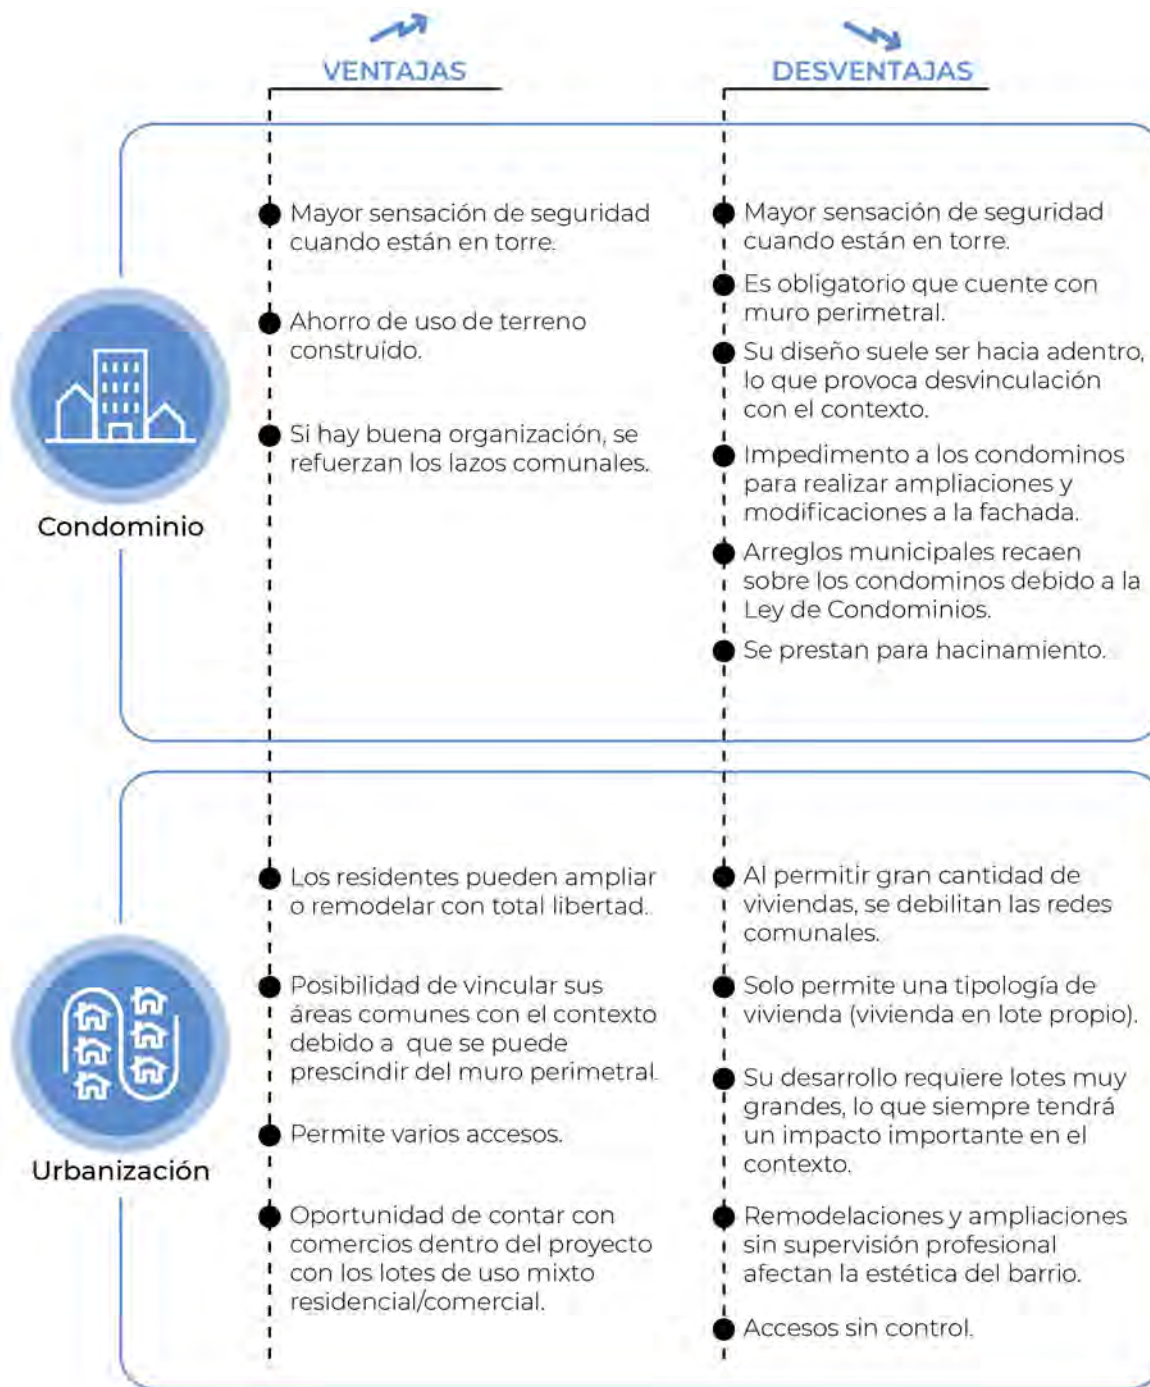 VENTAJAS
DESVENTAJAS
Condominio
Mayor sensación de seguridad
cuando están en torre.
Ahorro de uso de terreno
construido.
Si hay buena organización, se
refuerzan los lazos comunales.
Mayor sensación de seguridad
cuando están en torre.
Es obligatorio que cuente con
muro perimetral.
Su diseño suele ser hacia adentro,
lo que provoca desvinculación
con el contexto.
Impedimento a los condominos
para realizar ampliaciones y
modificaciones a la fachada.
Arreglos municipales recaen
sobre los condominos debido a la
Ley de Condominios.
Se prestan para hacinamiento.
Urbanización
Los residentes pueden ampliar
o remodelar con total libertad.
Posibilidad de vincular sus
áreas comunes con el contexto
debido a que se puede
prescindir del muro perimetral.
Permite varios accesos.
Oportunidad de contar con
comercios dentro del proyecto
con los lotes de uso mixto
residencial/comercial.
Al permitir gran cantidad de
viviendas, se debilitan las redes
comunales.
Solo permite una tipología de
vivienda (vivienda en lote propio).
Su desarrollo requiere lotes muy
grandes, lo que siempre tendrá
un impacto importante en el
contexto.
Remodelaciones y ampliaciones
sin supervisión profesional
afectan la estética del barrio.
Accesos sin control.